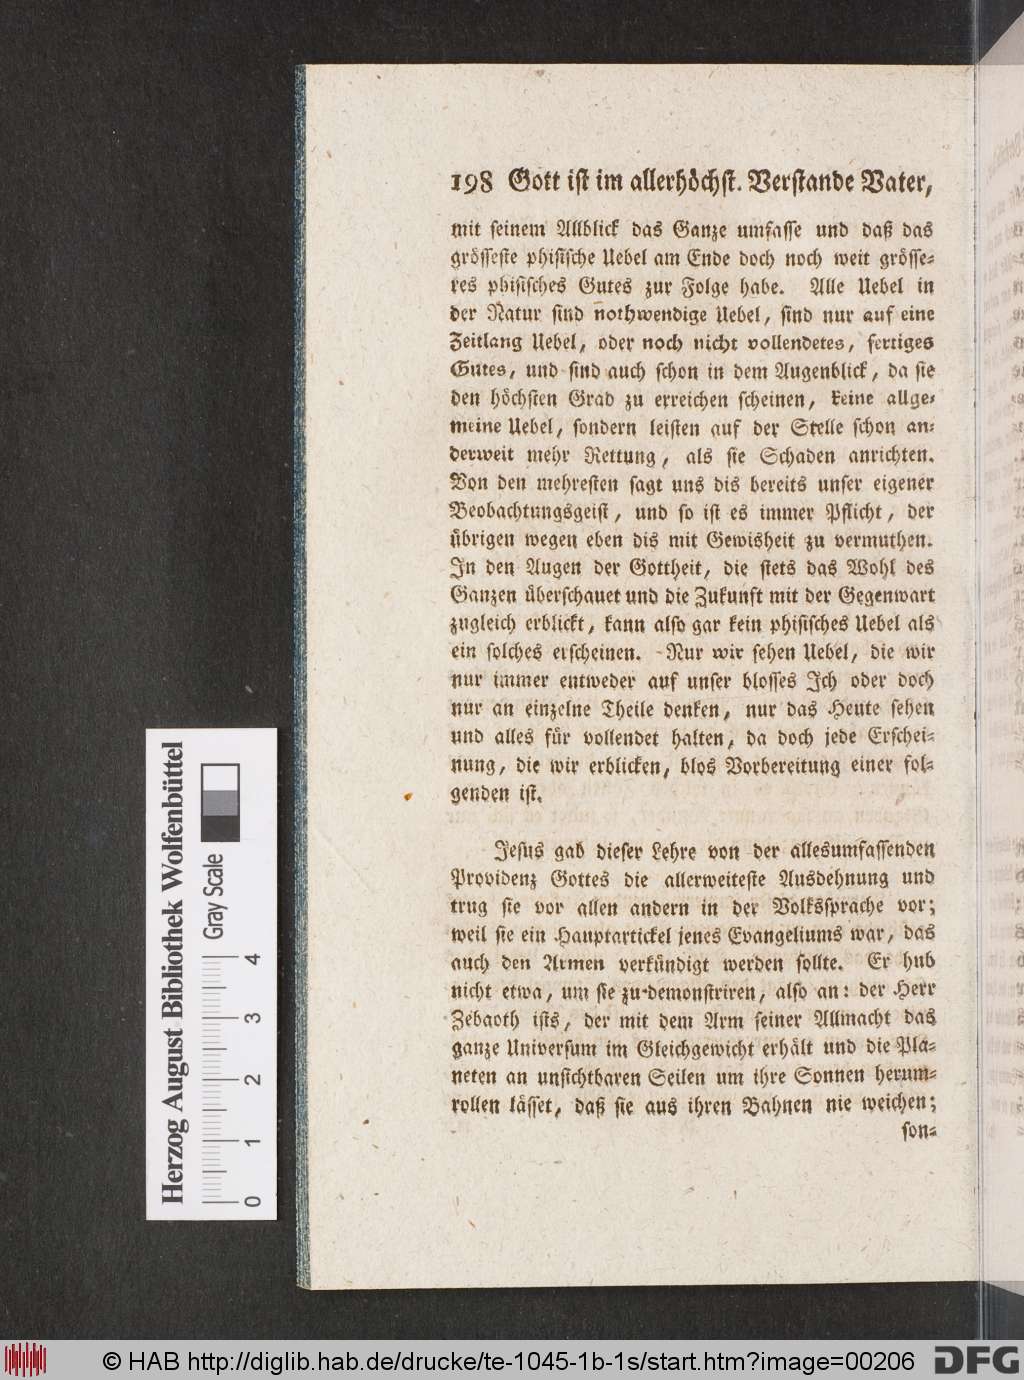 198 Gott ist im allerhöchst. Verstande Vater,
mit seinem Allblick das Ganze umfasse und daß das
grösseste phisische Uebel am Ende doch noch weit grösse-
res phisisches Gutes zur Folge habe. Alle Uebel in
der Natur sind nothwendige Uebel, sind nur auf eine
Zeitlang Uebel, oder noch nicht vollendetes, fertiges
Gutes, und sind auch schon in dem Augenblick, da sie
den höchsten Grad zu erreichen scheinen, keine allge-
meine Uebel, sondern leisten auf der Stelle schon an-
derweit mehr Rettung, als sie Schaden anrichten.
Von den mehresten sagt uns dis bereits unser eigener
Beobachtungsgeist, und so ist es immer Pflicht, der
übrigen wegen eben dis mit Gewisheit zu vermuthen.
In den Augen der Gottheit, die stets das Wohl des
Ganzen überschauet und die Zukunft mit der Gegenwart
zugleich erblickt, kann also gar kein phisisches Uebel als
ein solches erscheinen. Nur wir sehen Uebel, die wir
nur immer entweder auf unser blosses Ich oder doch
nur an einzelne Theile denken, nur das Heute sehen
und alles für vollendet halten, da doch jede Erschei-
nung, die wir erblicken, blos Vorbereitung einer fol-
genden ist.
Jesus gab dieser Lehre von der allesumfassenden
Providenz Gottes die allerweiteste Ausdehnung und
trug sie vor allen andern in der Volkssprache vor;
weil sie ein Hauptartickel jenes Evangeliums war, das
auch den Armen verkündigt werden sollte. Er hub
nicht etwa, um sie zu demonstriren, also an: der Herr
Zebaoth ists, der mit dem Arm seiner Allmacht das
ganze Universum im Gleichgewicht erhält und die Pla-
neten an unsichtbaren Seilen um ihre Sonnen herum-
rollen lässet, daß sie aus ihren Bahnen nie weichen;
son-
Herzog August Bibliothek Wolfenbüttel
Gray Scale
0 1 2 3 4
© HAB http://diglib.hab.de/drucke/te-1045-1b-1s/start.htm?image=00206
DFG